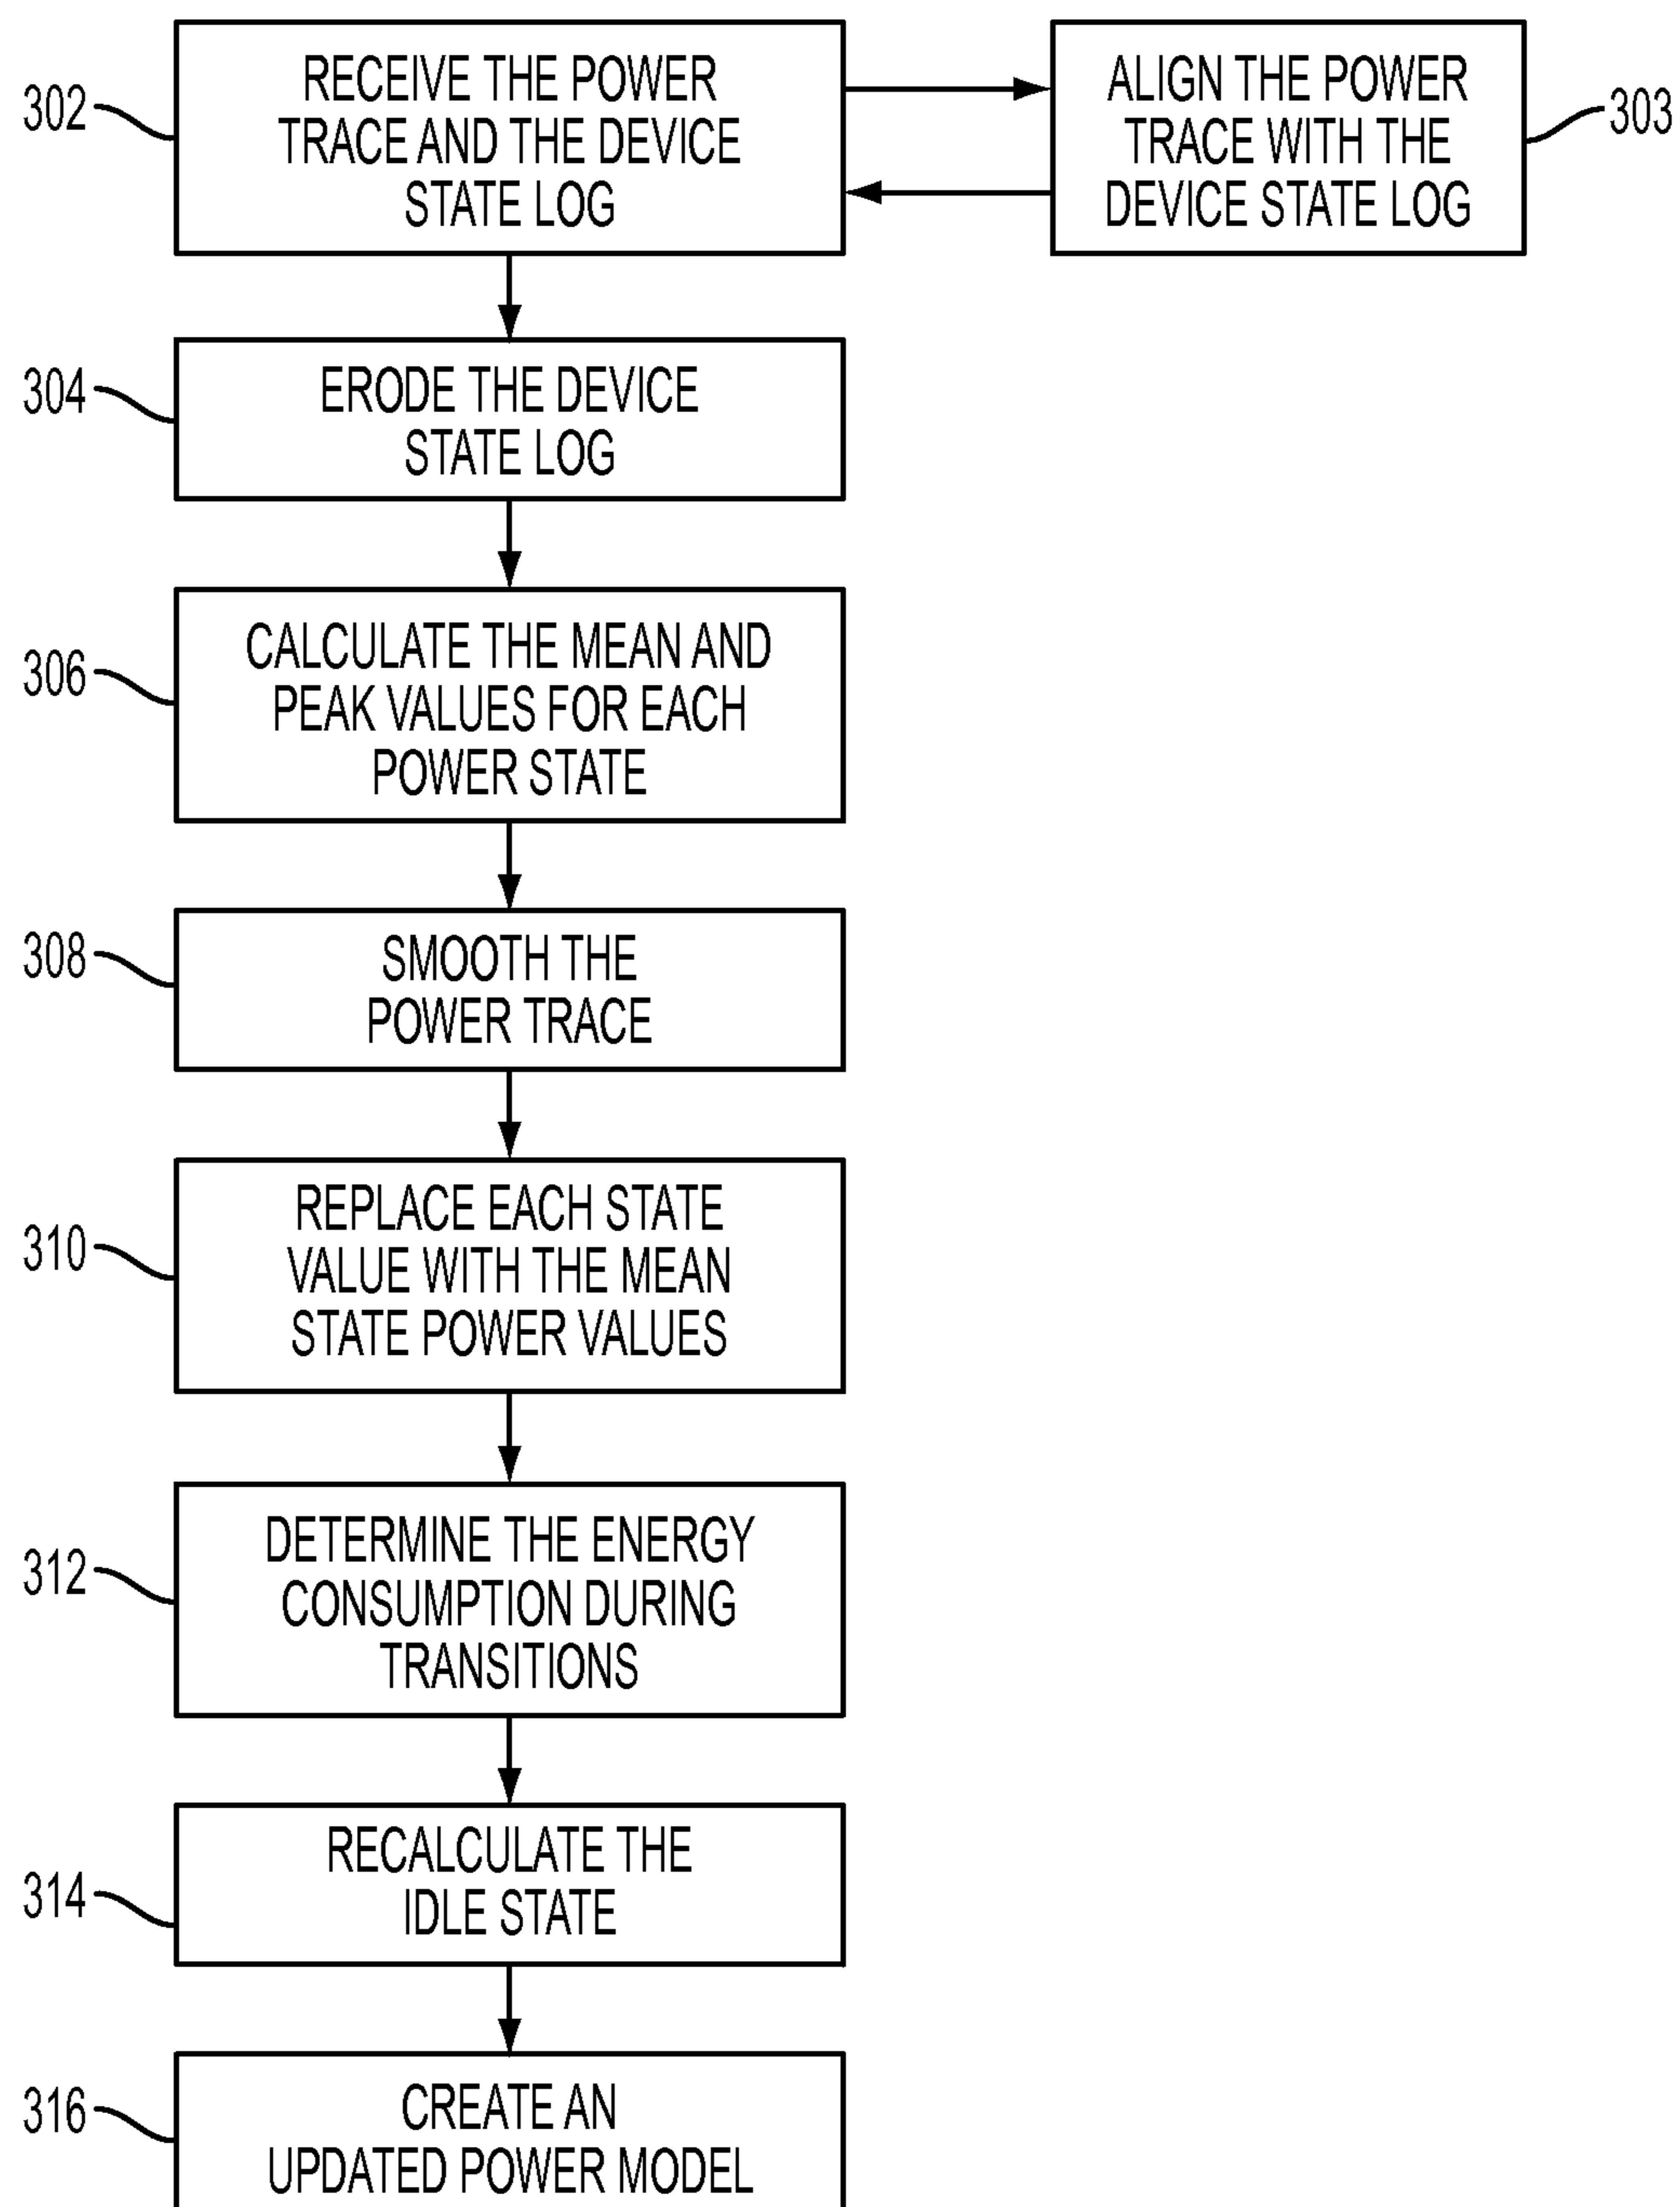 302
RECEIVE THE POWER
TRACE AND THE DEVICE
STATE LOG
ALIGN THE POWER
TRACE WITH THE
DEVICE STATE LOG
303
304
ERODE THE DEVICE
STATE LOG
306
CALCULATE THE MEAN AND
PEAK VALUES FOR EACH
POWER STATE
308
SMOOTH THE
POWER TRACE
310
REPLACE EACH STATE
VALUE WITH THE MEAN
STATE POWER VALUES
312
DETERMINE THE ENERGY
CONSUMPTION DURING
TRANSITIONS
314
RECALCULATE THE
IDLE STATE
316
CREATE AN
UPDATED POWER MODEL